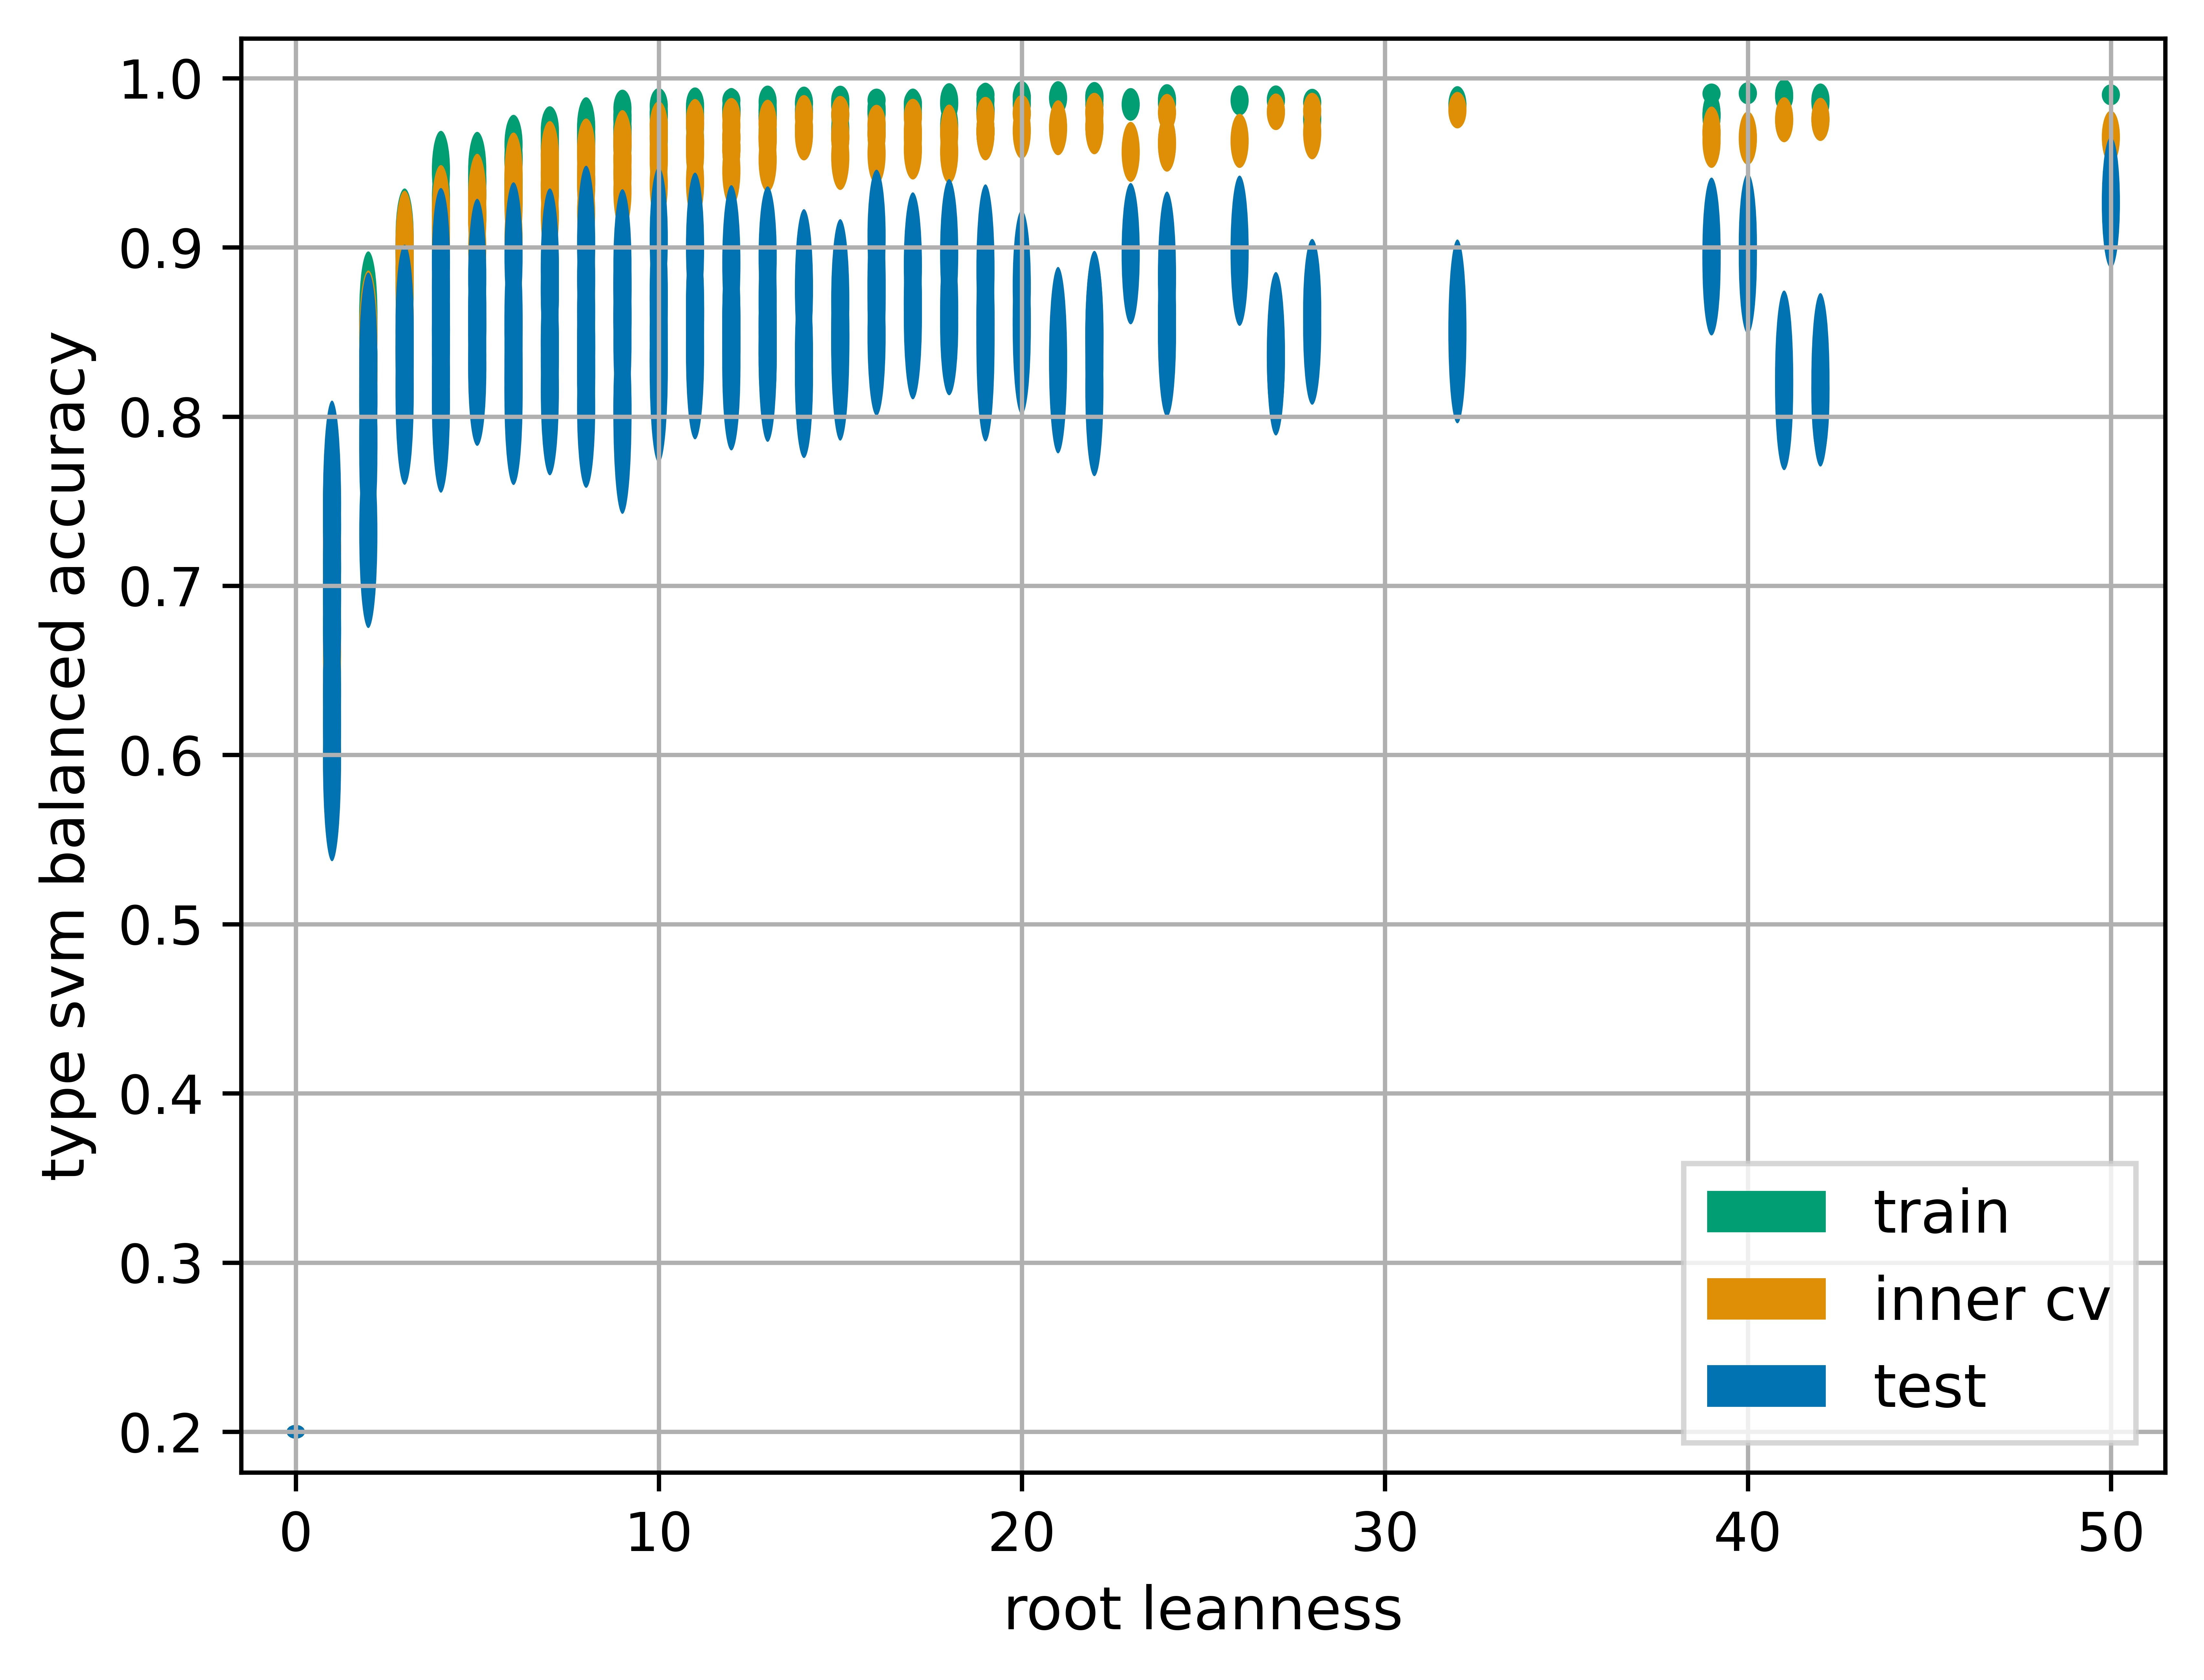 type svm balanced accuracy
1.0
0.9
0.8
0.7
0.6
0.5
0.4
0.3
0.2
0 10 20 30 40 50
root leanness
train
inner cv
test